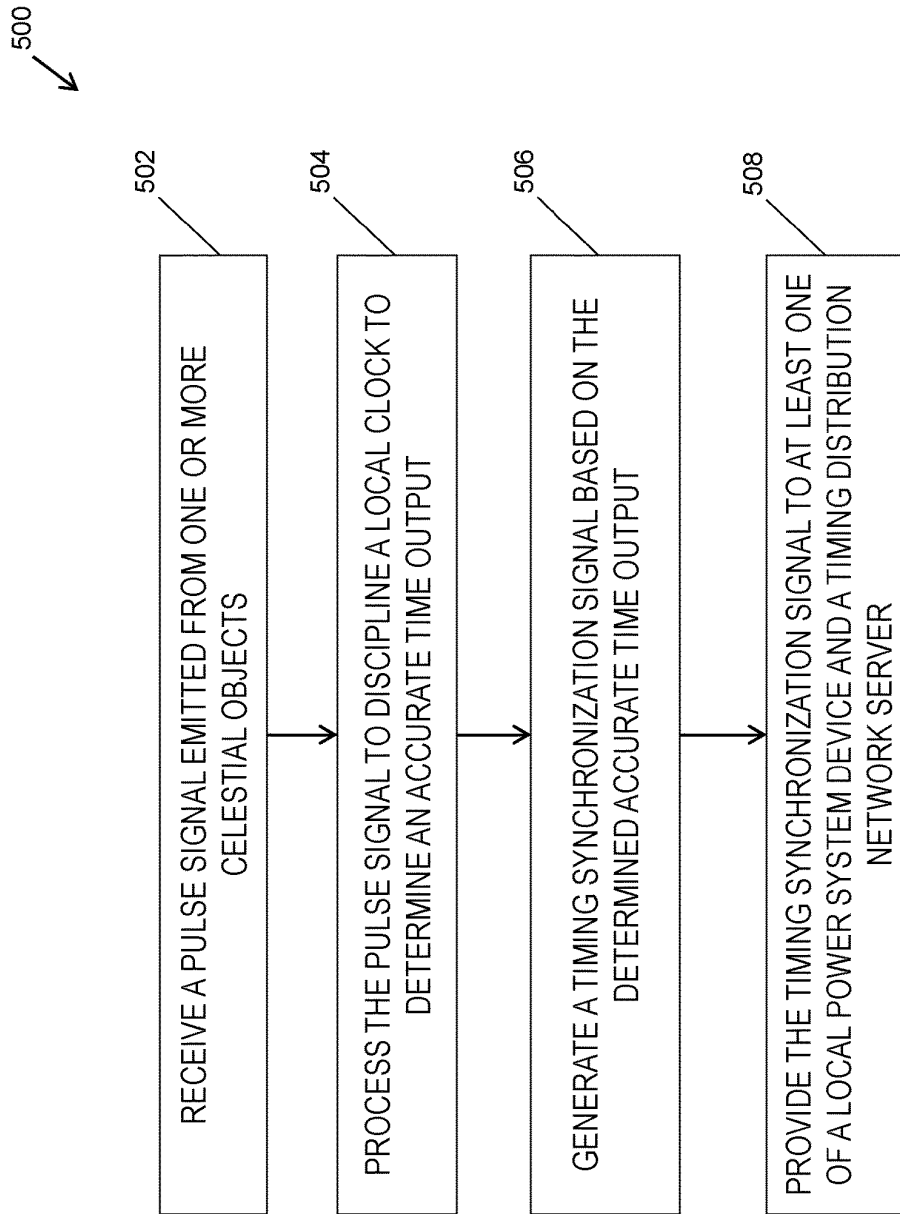 500
502
RECEIVE A PULSE SIGNAL EMITTED FROM ONE OR MORE
CELESTIAL OBJECTS
504
PROCESS THE PULSE SIGNAL TO DISCIPLINE A LOCAL CLOCK TO
DETERMINE AN ACCURATE TIME OUTPUT
506
GENERATE A TIMING SYNCHRONIZATION SIGNAL BASED ON THE
DETERMINED ACCURATE TIME OUTPUT
508
PROVIDE THE TIMING SYNCHRONIZATION SIGNAL TO AT LEAST ONE
OF A LOCAL POWER SYSTEM DEVICE AND A TIMING DISTRIBUTION
NETWORK SERVER